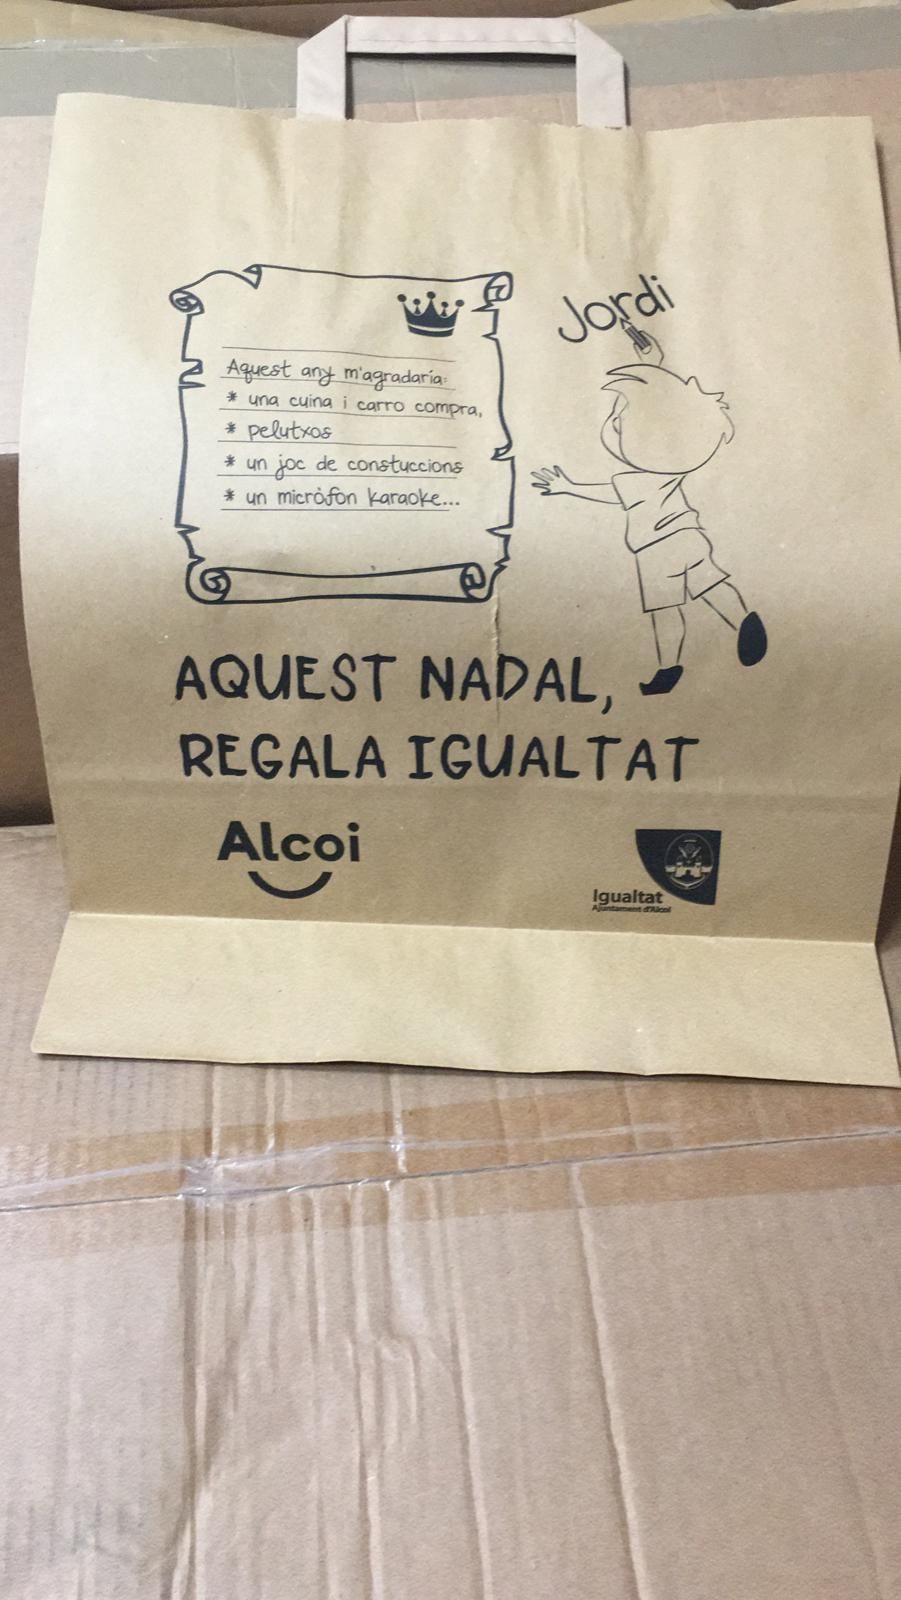 Jordi
Aquest any m'agradaria:
* una cuina i carro compra,
* pelutxos
* un joc de constuccions
* un micròfon karaoke...
AQUEST NADAL,
REGALA IGUALTAT
Alcoi
Igualtat
Ajuntament d'Alcoi